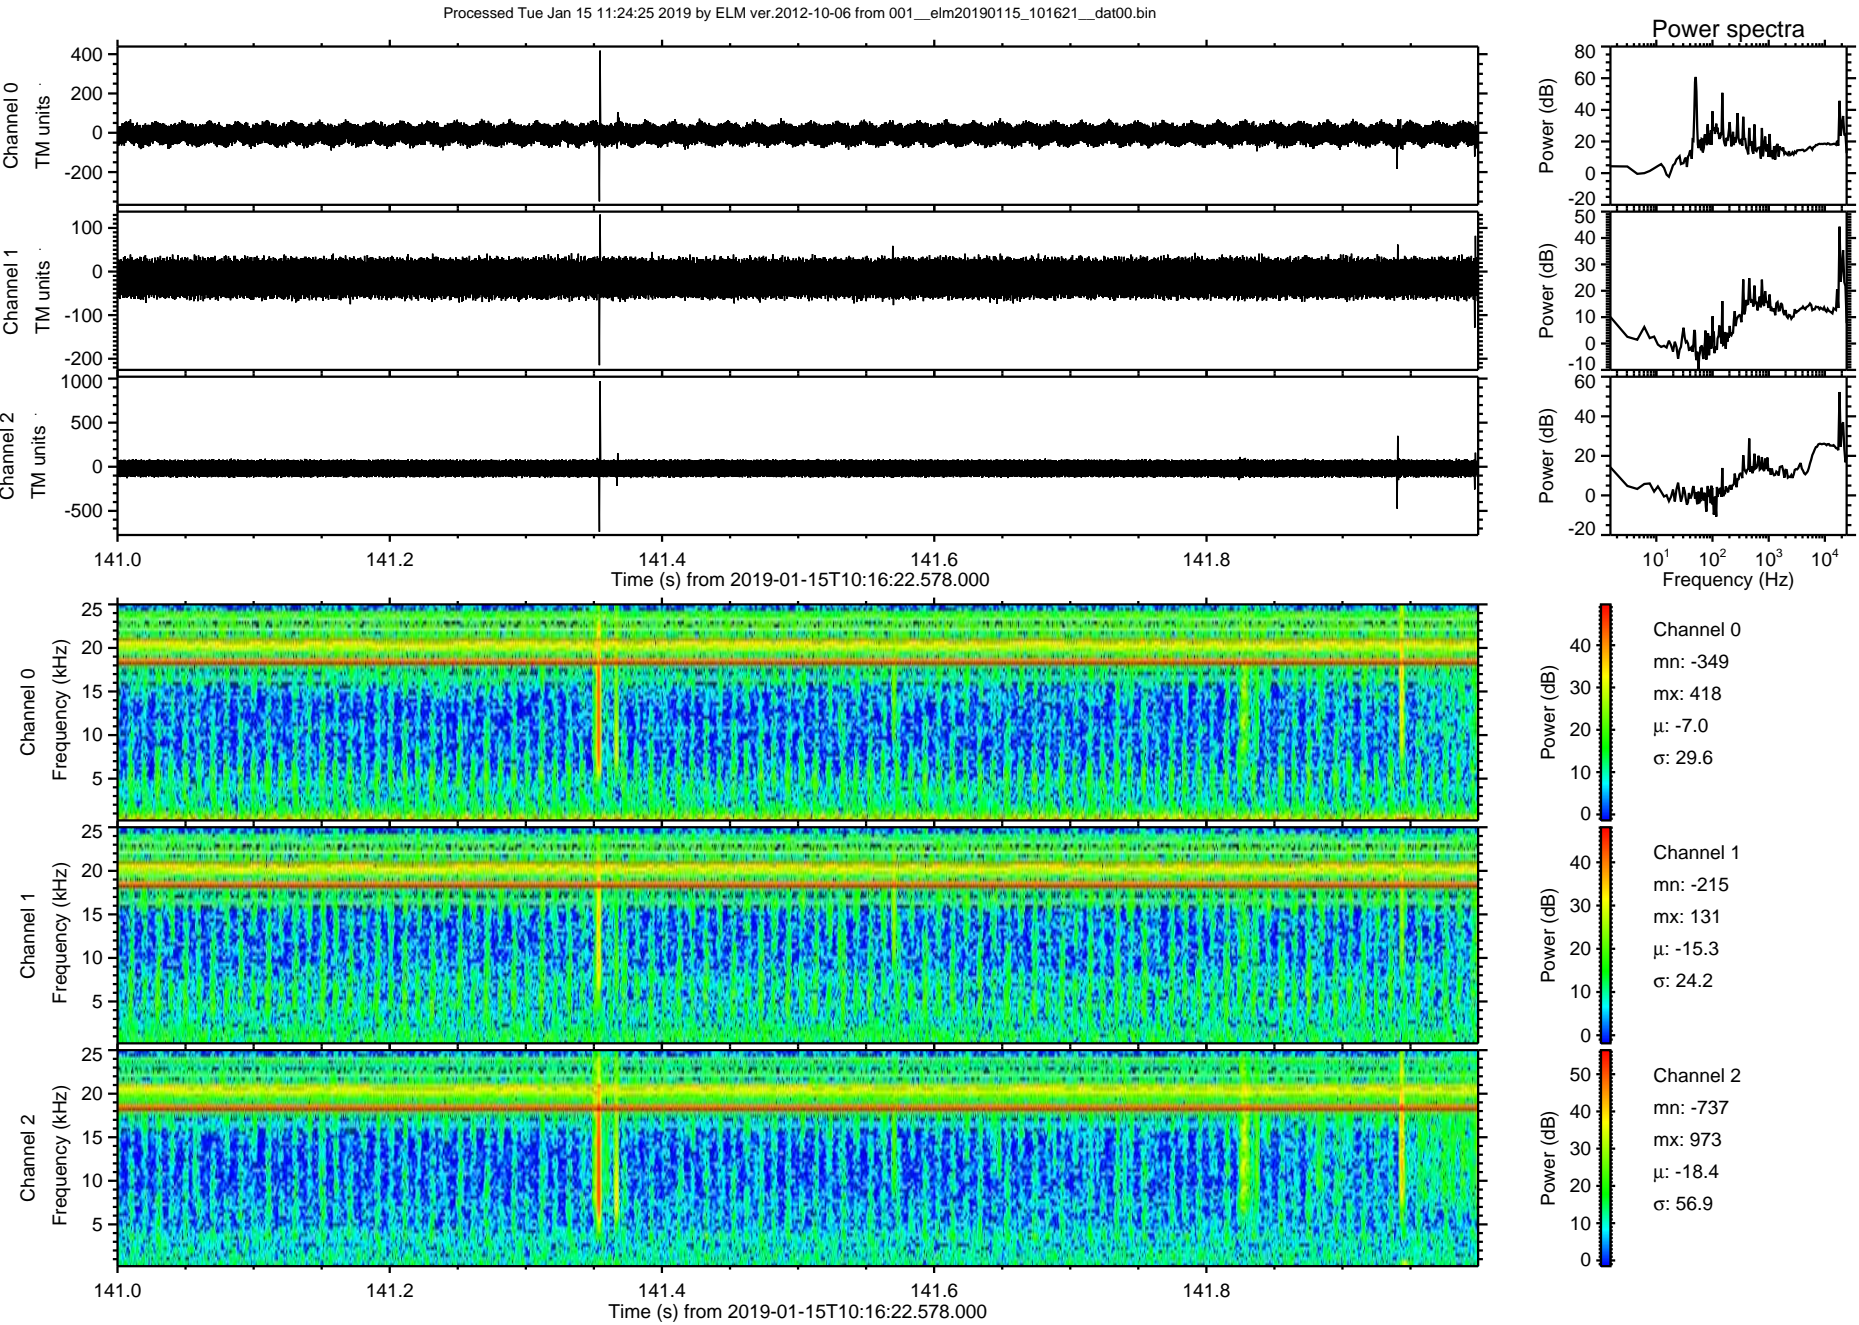 Processed Tue Jan 15 11:24:25 2019 by ELM ver.2012-10-06 from 001__elm20190115_101621__dat00.bin
Power spectra
Channel 0
TM units
400
200
0
-200
Power (dB)
80
60
40
20
0
-20
Channel 1
TM units
100
0
-100
-200
Power (dB)
50
40
30
20
10
0
-10
Channel 2
TM units
1000
500
0
-500
Power (dB)
60
40
20
0
-20
141.0 141.2 141.4 141.6 141.8
Time (s) from 2019-01-15T10:16:22.578.000
10^1 10^2 10^3 10^4
Frequency (Hz)
Channel 0
Frequency (kHz)
25
20
15
10
5
Power (dB)
40
30
20
10
0
Channel 0
mn: -349
mx: 418
μ: -7.0
σ: 29.6
Channel 1
Frequency (kHz)
25
20
15
10
5
Power (dB)
40
30
20
10
0
Channel 1
mn: -215
mx: 131
μ: -15.3
σ: 24.2
Channel 2
Frequency (kHz)
25
20
15
10
5
Power (dB)
50
40
30
20
10
0
Channel 2
mn: -737
mx: 973
μ: -18.4
σ: 56.9
141.0 141.2 141.4 141.6 141.8
Time (s) from 2019-01-15T10:16:22.578.000